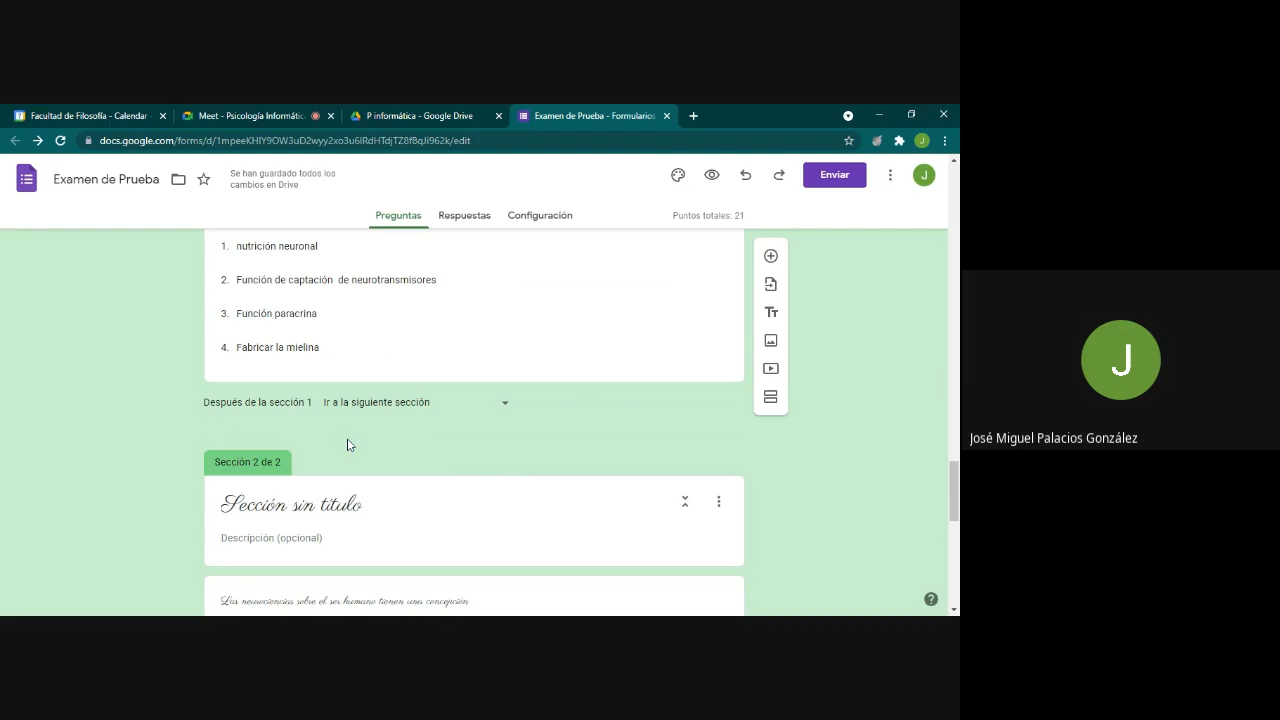 Facultad de Filosofía - Calendar
Meet - Psicología Informátic
P informática - Google Drive
Examen de Prueba - Formularios
docs.google.com/forms/d/1mpeeKHIY9OW3uD2wyy2xo3u6lRdHTdjTZ8f8qJi962k/edit
Examen de Prueba
Se han guardado todos los
cambios en Drive
Enviar
J
Preguntas
Respuestas
Configuración
Puntos totales: 21
1. nutrición neuronal
2. Función de captación de neurotransmisores
3. Función paracrina
4. Fabricar la mielina
Después de la sección 1
Ir a la siguiente sección
Sección 2 de 2
Sección sin título
Descripción (opcional)
Las neurociencias sobre el ser humano tienen una concepción
J
José Miguel Palacios González